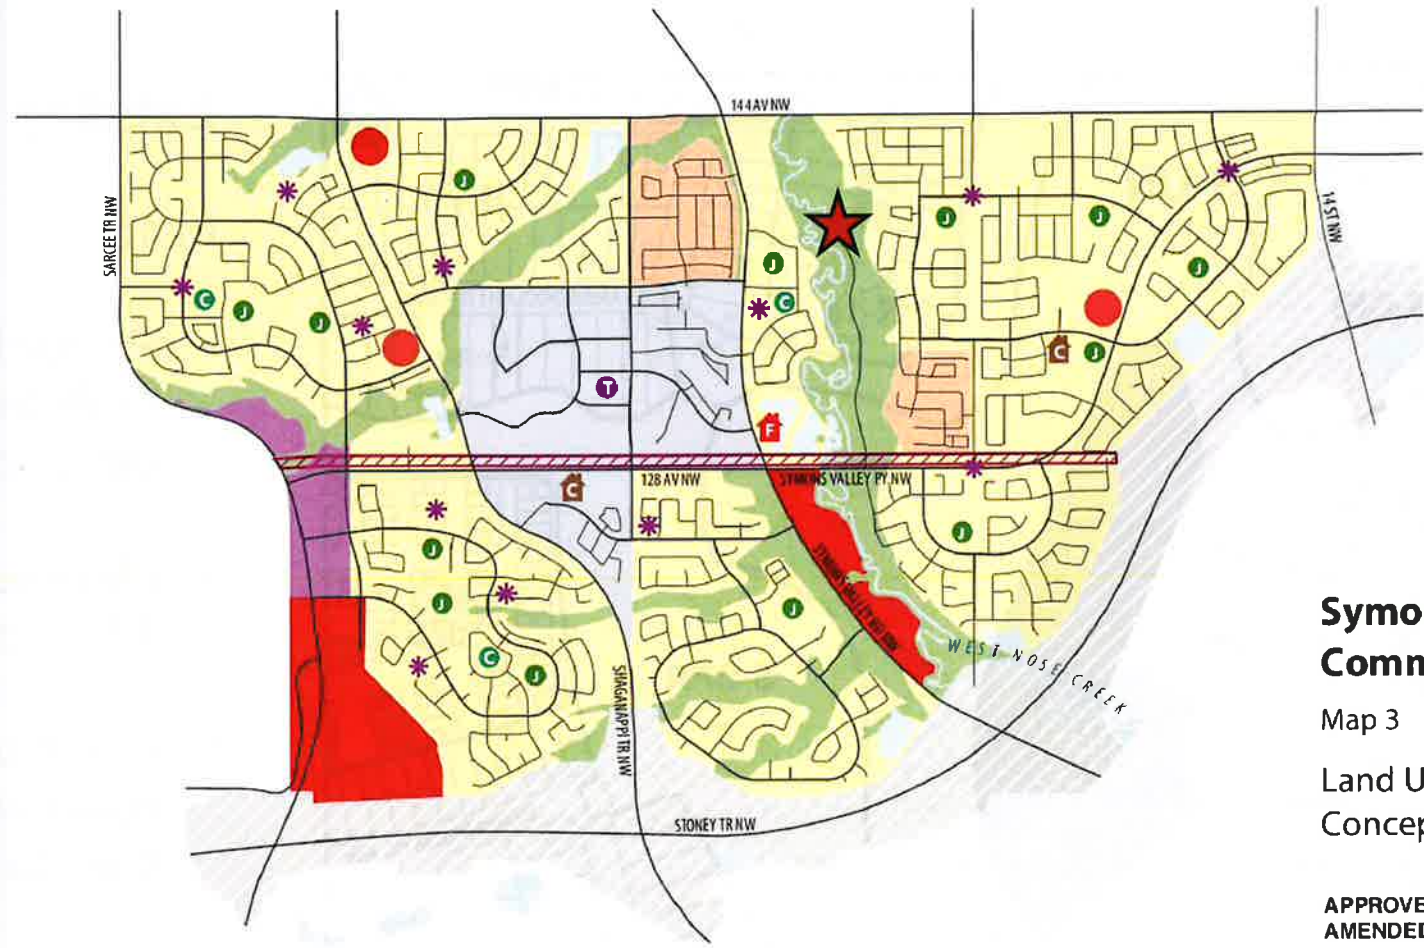 144 AV NW
SARCEE TR NW
14 ST NW
J
J
J
J
J
J
C
C
J
J
C
J
T
F
128 AV NW
SYMONS VALLEY PY NW
C
J
J
SYMONS VALLEY RD NW
J
J
WEST NOSE CREEK
C
J
SHAGANAPPI TR NW
STONEY TR NW
Symo
Comm
Map 3
Land U
Concep
APPROVE
AMENDED